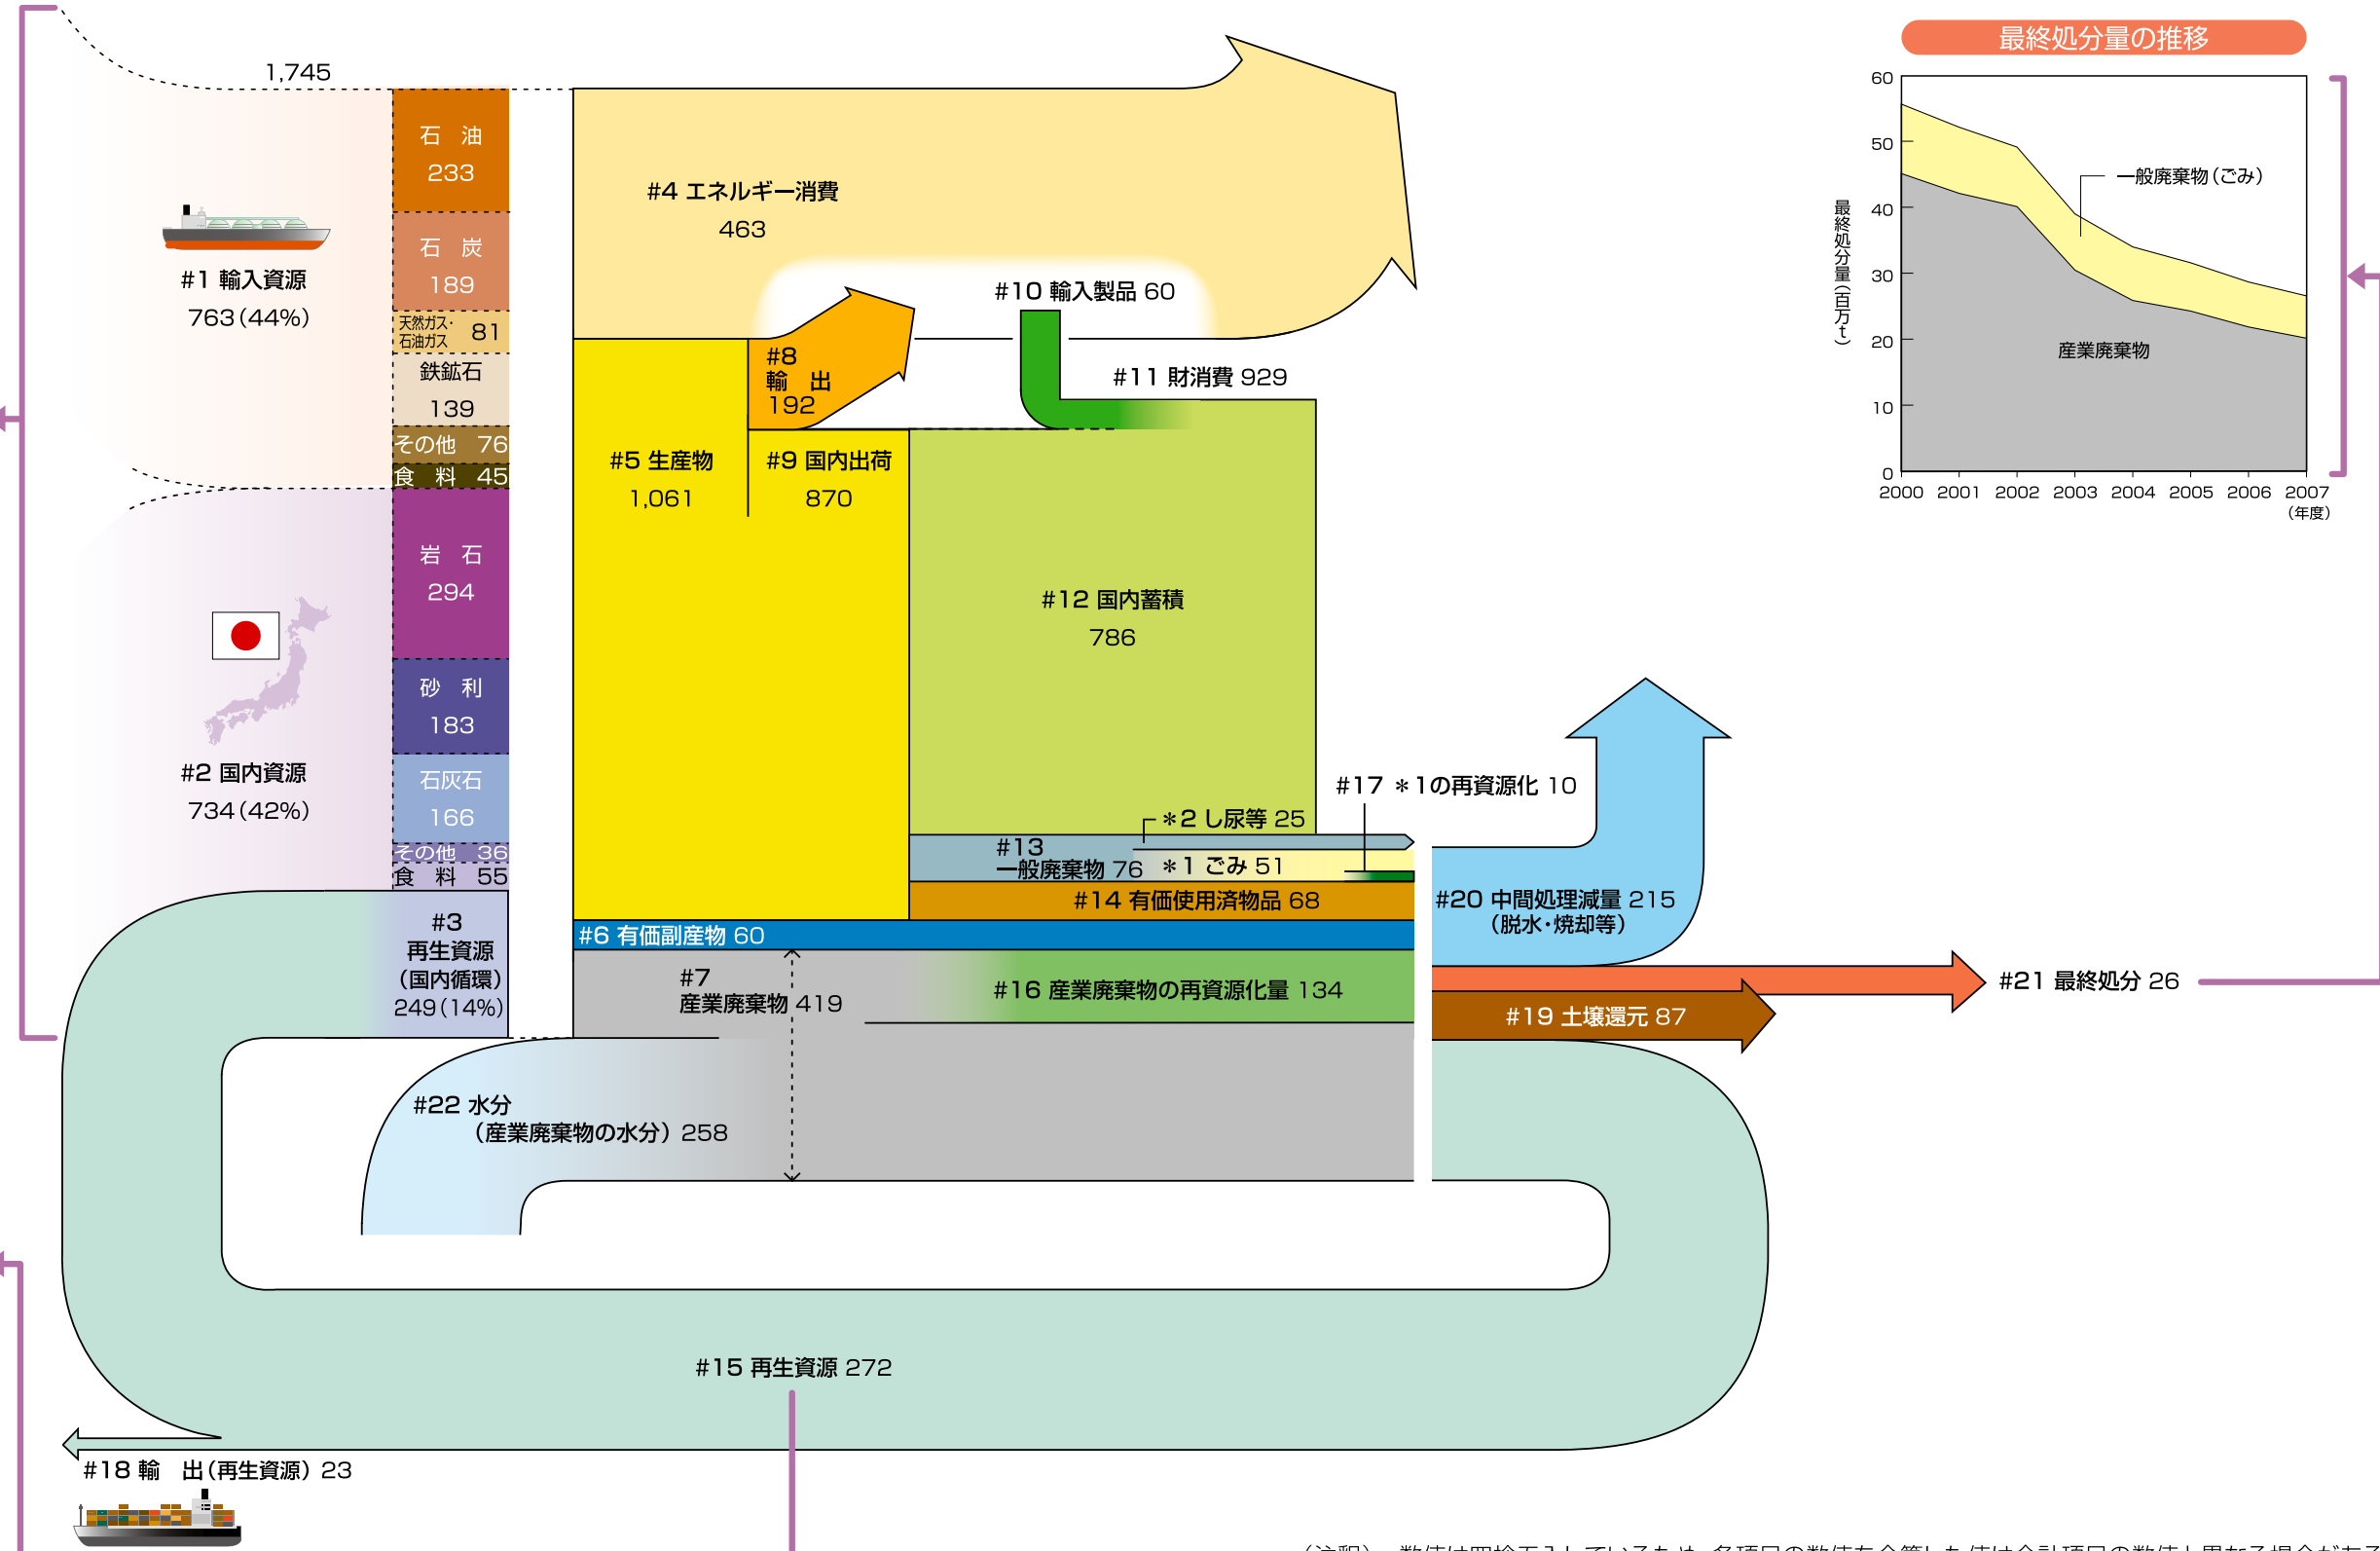 1,745
石　油
233
石　炭
189
天然ガス・
石油ガス
81
鉄鉱石
139
その他　76
食　料　45
岩　石
294
砂　利
183
石灰石
166
その他　36
食　料　55
#1 輸入資源
763(44%)
#2 国内資源
734(42%)
#3
再生資源
(国内循環)
249(14%)
#4 エネルギー消費
463
#5 生産物
1,061
#8
輸　出
192
#9 国内出荷
870
#10 輸入製品 60
#11 財消費 929
#12 国内蓄積
786
#17 ＊1の再資源化 10
＊2 し尿等 25
#13
一般廃棄物 76
＊1 ごみ 51
#14 有価使用済物品 68
#6 有価副産物 60
#7
産業廃棄物 419
#16 産業廃棄物の再資源化量 134
#20 中間処理減量 215
(脱水・焼却等)
#21 最終処分 26
#19 土壌還元 87
#22 水分
(産業廃棄物の水分) 258
#15 再生資源 272
#18 輸　出(再生資源) 23
最終処分量の推移
最終処分量(百万t)
60
50
40
30
20
10
0
一般廃棄物(ごみ)
産業廃棄物
2000 2001 2002 2003 2004 2005 2006 2007
(年度)